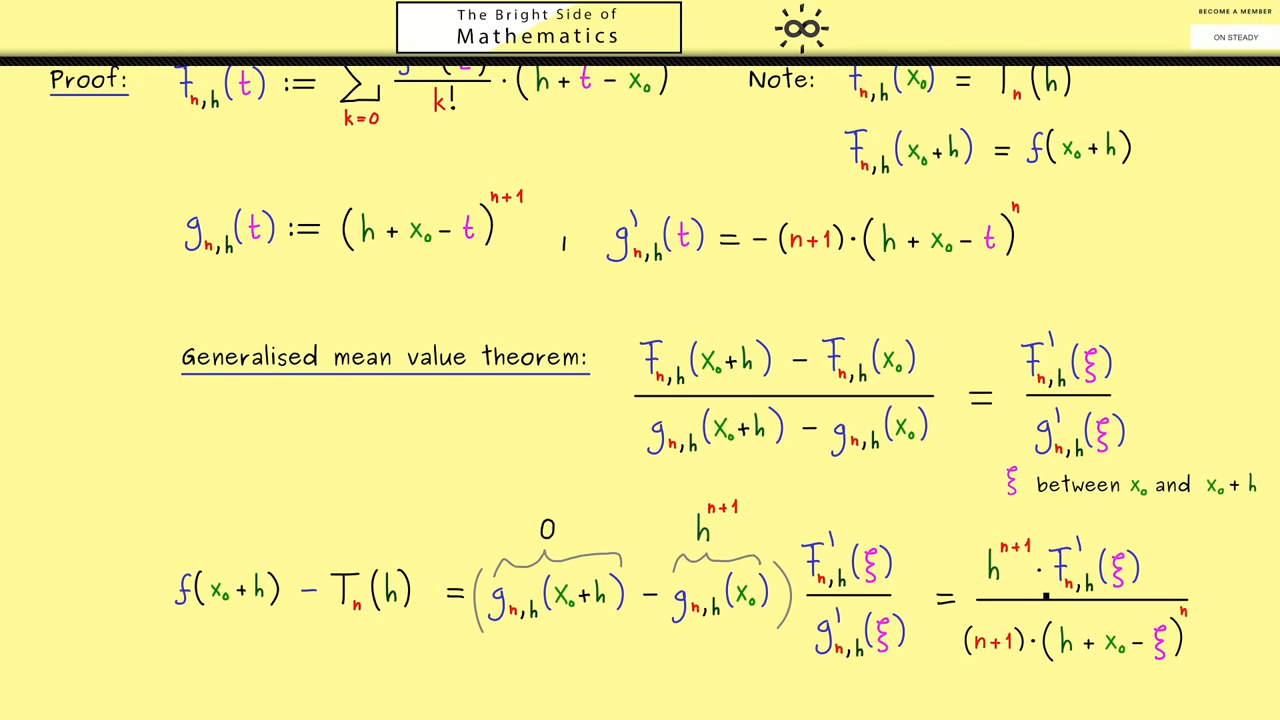 The Bright Side of
Mathematics
BECOME A MEMBER
ON STEADY
Proof: F_{n,h}(t) := ∑_{k=0} / k! · (h + t − x₀) Note: F_{n,h}(x₀) = T_n(h)
F_{n,h}(x₀+h) = f(x₀+h)
g_{n,h}(t) := (h + x₀ − t)^{n+1} , g'_{n,h}(t) = −(n+1)·(h + x₀ − t)^n
Generalised mean value theorem: (F_{n,h}(x₀+h) − F_{n,h}(x₀)) / (g_{n,h}(x₀+h) − g_{n,h}(x₀)) = F'_{n,h}(ξ) / g'_{n,h}(ξ)
ξ between x₀ and x₀ + h
0 h^{n+1}
f(x₀+h) − T_n(h) = (g_{n,h}(x₀+h) − g_{n,h}(x₀)) F'_{n,h}(ξ) / g'_{n,h}(ξ) = h^{n+1} · F'_{n,h}(ξ) / (n+1)·(h + x₀ − ξ)^n